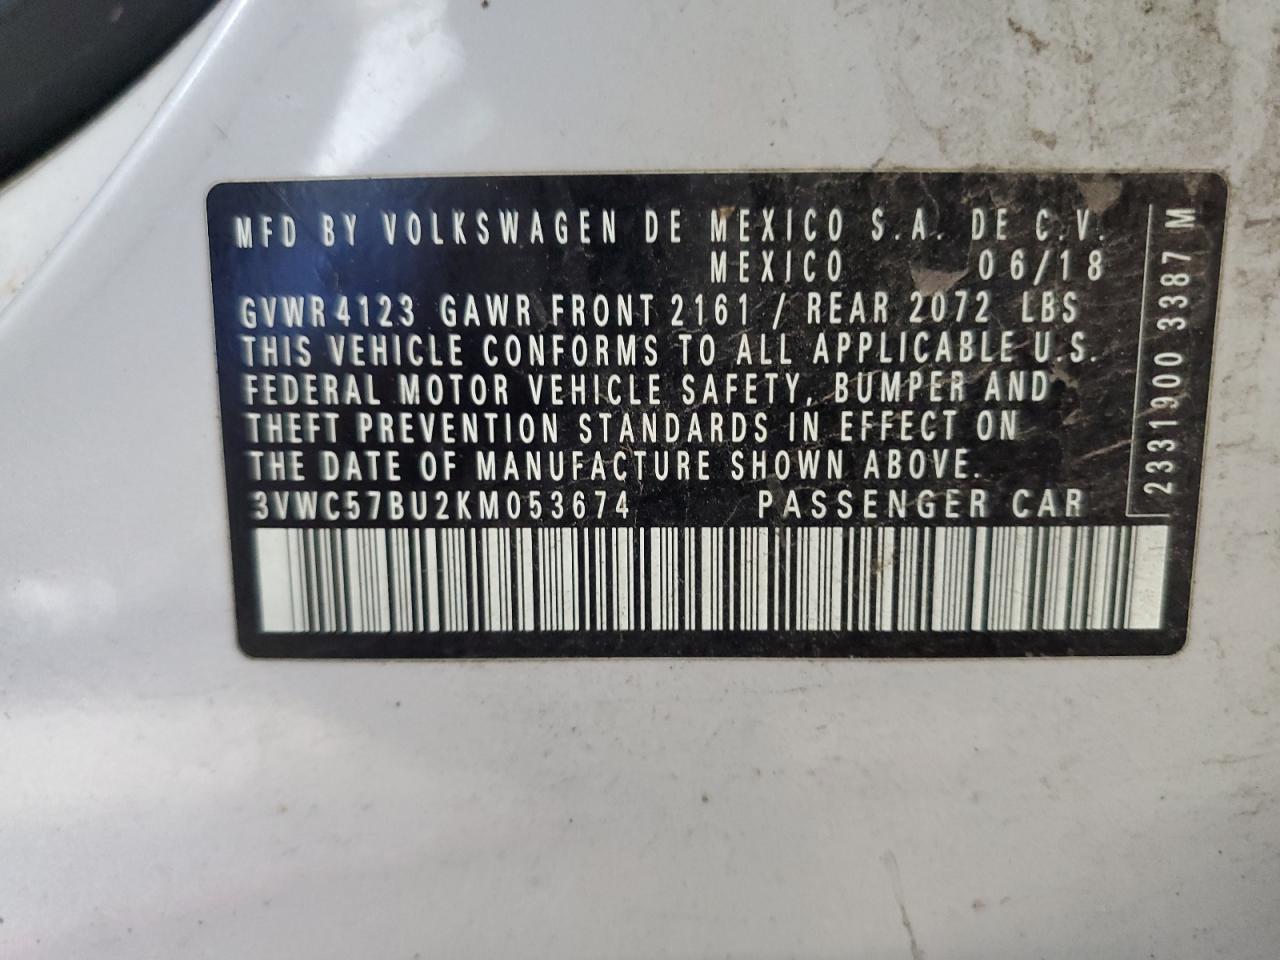 MFD BY VOLKSWAGEN DE MEXICO S.A. DE C.V.
MEXICO 06/18
GVWR 4123 GAWR FRONT 2161 / REAR 2072 LBS
THIS VEHICLE CONFORMS TO ALL APPLICABLE U.S.
FEDERAL MOTOR VEHICLE SAFETY, BUMPER AND
THEFT PREVENTION STANDARDS IN EFFECT ON
THE DATE OF MANUFACTURE SHOWN ABOVE.
3VWC57BU2KM053674 PASSENGER CAR
2331900 3387 M